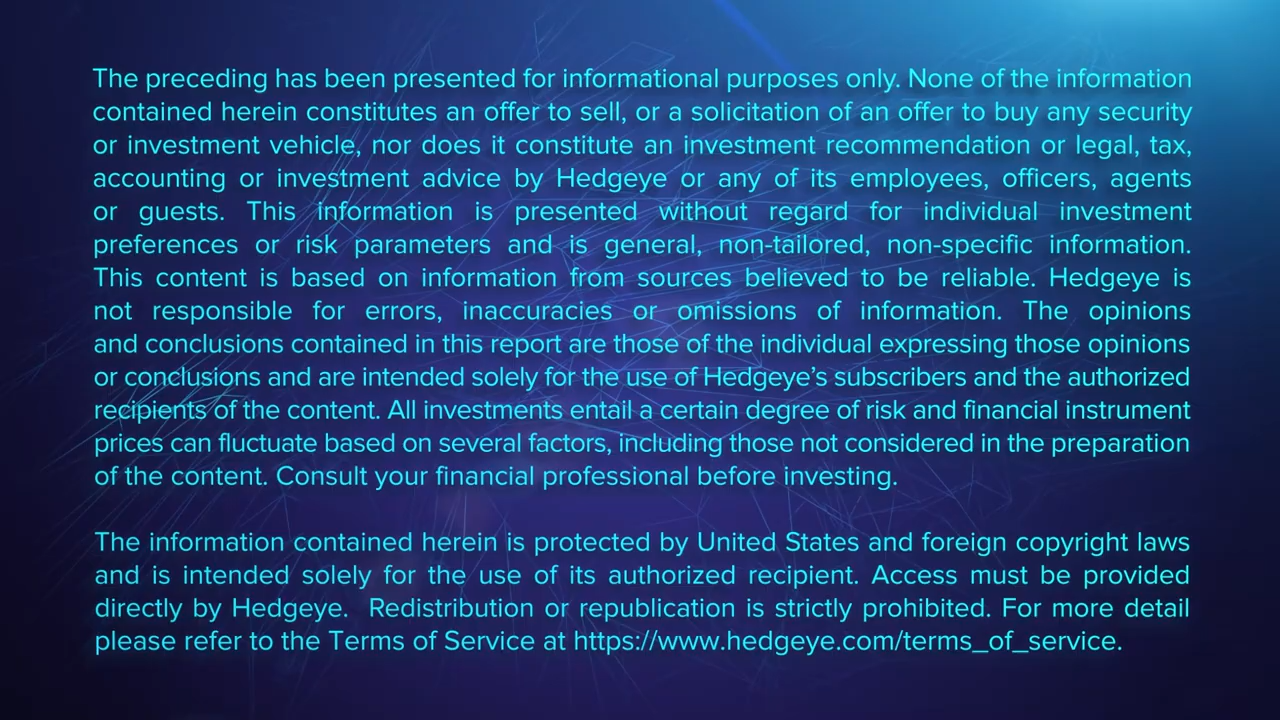 The preceding has been presented for informational purposes only. None of the information
contained herein constitutes an offer to sell, or a solicitation of an offer to buy any security
or investment vehicle, nor does it constitute an investment recommendation or legal, tax,
accounting or investment advice by Hedgeye or any of its employees, officers, agents
or guests. This information is presented without regard for individual investment
preferences or risk parameters and is general, non-tailored, non-specific information.
This content is based on information from sources believed to be reliable. Hedgeye is
not responsible for errors, inaccuracies or omissions of information. The opinions
and conclusions contained in this report are those of the individual expressing those opinions
or conclusions and are intended solely for the use of Hedgeye’s subscribers and the authorized
recipients of the content. All investments entail a certain degree of risk and financial instrument
prices can fluctuate based on several factors, including those not considered in the preparation
of the content. Consult your financial professional before investing.
The information contained herein is protected by United States and foreign copyright laws
and is intended solely for the use of its authorized recipient. Access must be provided
directly by Hedgeye.  Redistribution or republication is strictly prohibited. For more detail
please refer to the Terms of Service at https://www.hedgeye.com/terms_of_service.